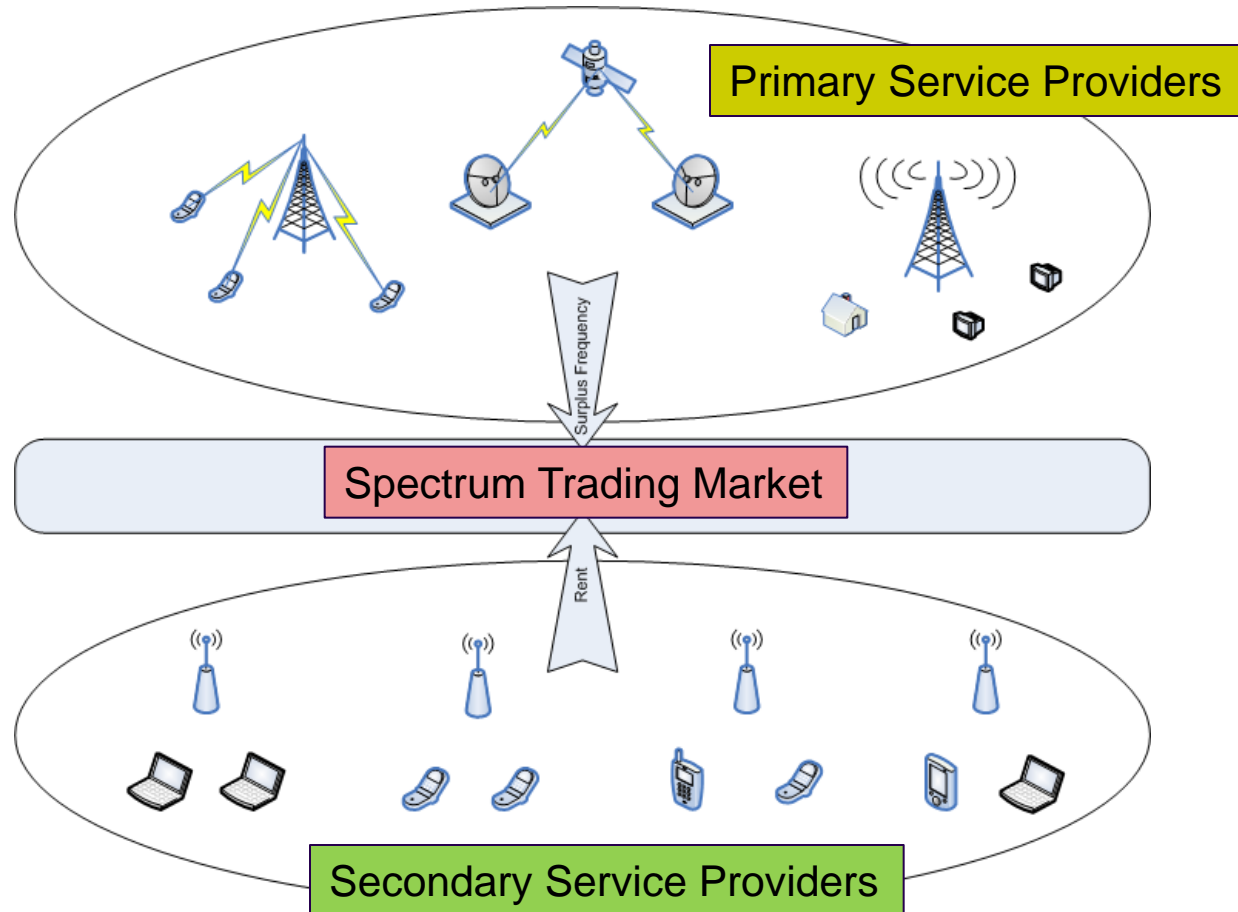 Primary Service Providers
Surplus Frequency
Spectrum Trading Market
Rent
Secondary Service Providers